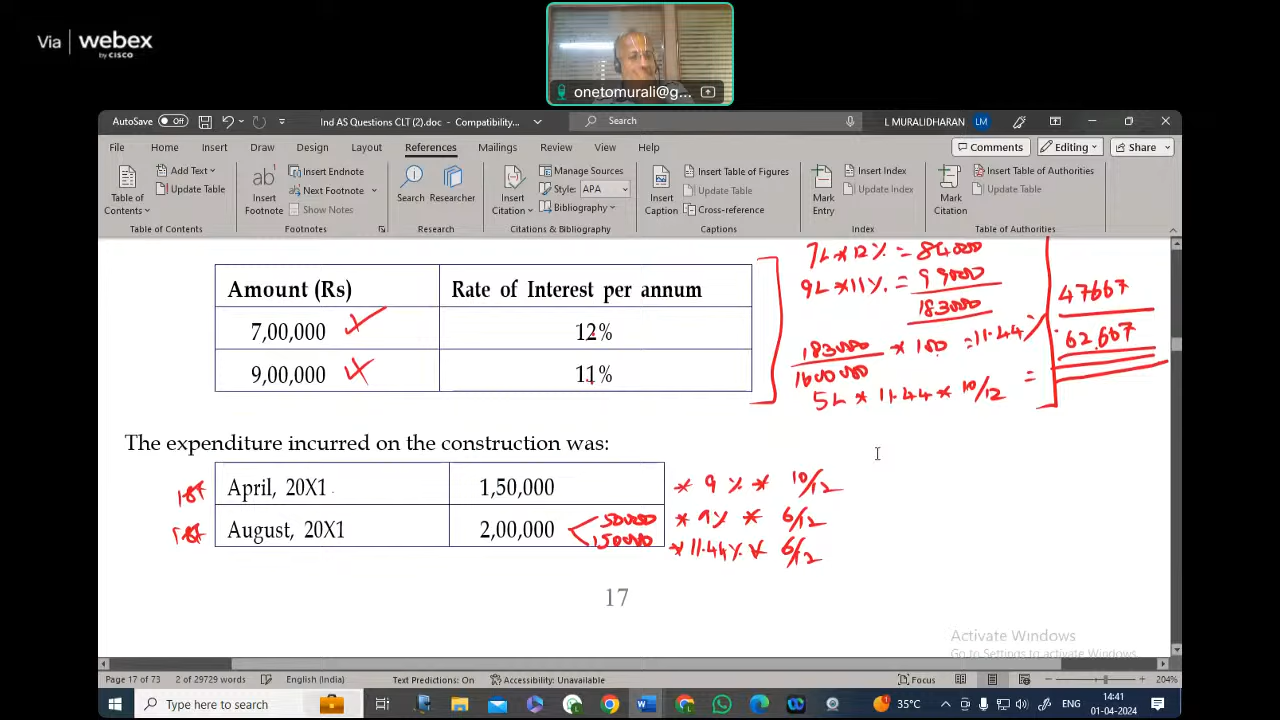 Via webex
by CISCO
onetomurali@g...
AutoSave Off Ind AS Questions CLT (2).doc - Compatibility... Search L MURALIDHARAN LM
File Home Insert Draw Design Layout References Mailings Review View Help Comments Editing Share
Table of Contents Add Text Update Table
Insert Footnote Insert Endnote Next Footnote Show Notes
Search Researcher
Insert Citation Manage Sources Style: APA Bibliography
Insert Caption Insert Table of Figures Update Table Cross-reference
Mark Entry Insert Index Update Index
Mark Citation Insert Table of Authorities Update Table
Table of Contents Footnotes Research Citations & Bibliography Captions Index Table of Authorities
7L * 12% = 84000
Amount (Rs) Rate of Interest per annum
9L * 11% = 99000
183000
47667
7,00,000 12%
183000 * 100 = 11.44%
1600000
62,667
9,00,000 11%
5L * 11.44 * 10/12 =
The expenditure incurred on the construction was:
1st April, 20X1 1,50,000 * 9% * 10/12
1st August, 20X1 2,00,000 50000 * 9% * 6/12
150000 * 11.44% * 6/12
17
Activate Windows
Go to Settings to activate Windows.
Page 17 of 73 2 of 29729 words English (India) Text Predictions: On Accessibility: Unavailable Focus 204%
Type here to search 35°C ENG 14:41
01-04-2024